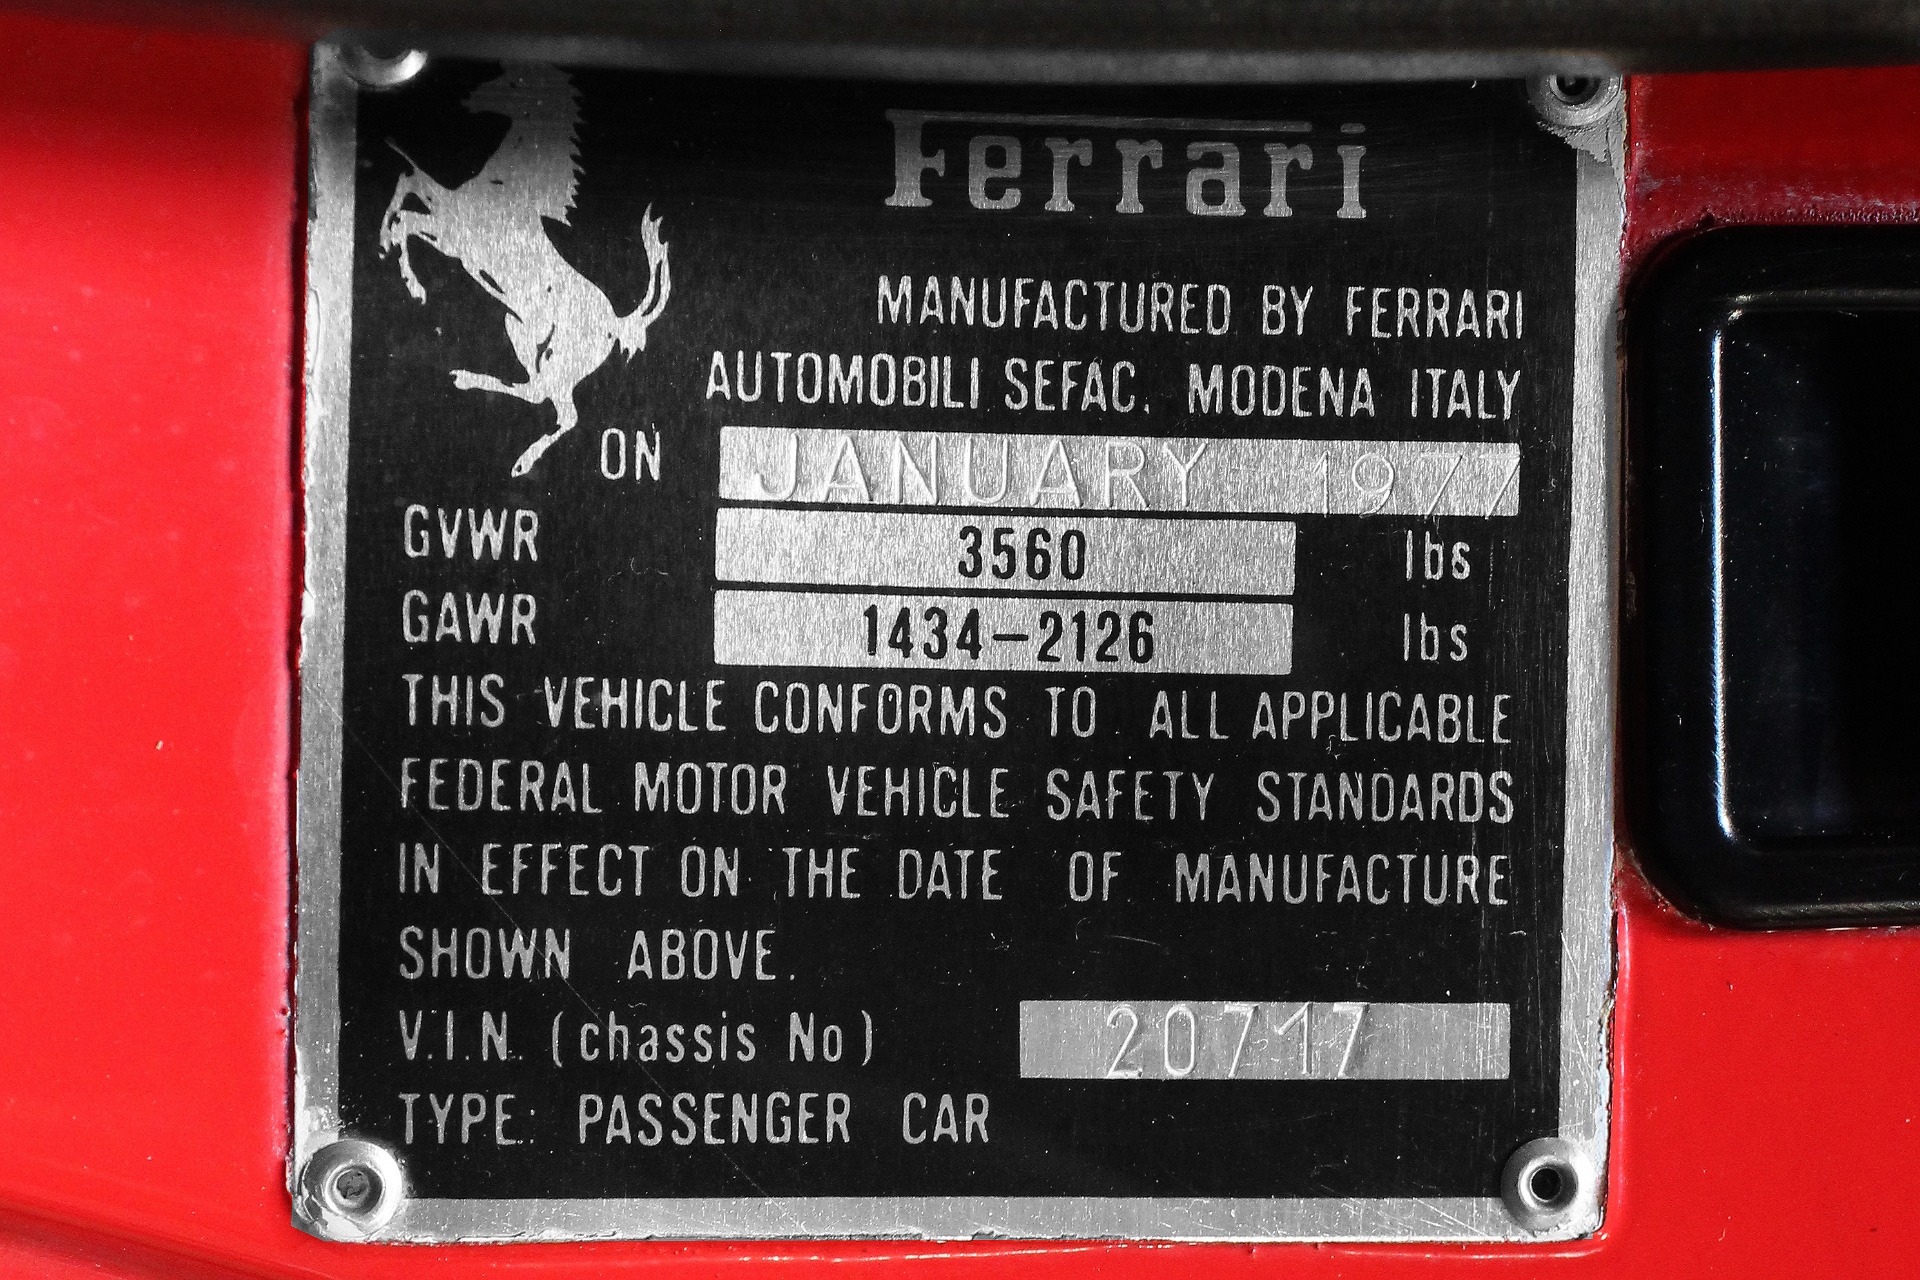 Ferrari
MANUFACTURED BY FERRARI
AUTOMOBILI SEFAC. MODENA ITALY
ON JANUARY 1977
GVWR 3560 lbs
GAWR 1434-2126 lbs
THIS VEHICLE CONFORMS TO ALL APPLICABLE
FEDERAL MOTOR VEHICLE SAFETY STANDARDS
IN EFFECT ON THE DATE OF MANUFACTURE
SHOWN ABOVE.
V.I.N. (chassis No) 20717
TYPE: PASSENGER CAR